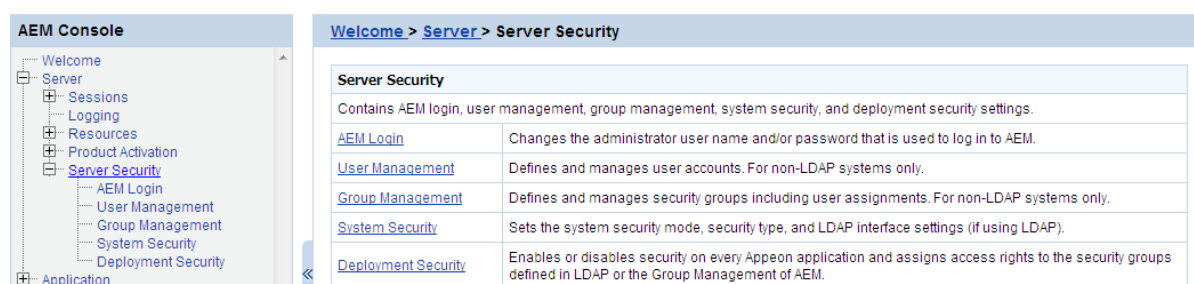 AEM Console
Welcome
Server
Sessions
Logging
Resources
Product Activation
Server Security
AEM Login
User Management
Group Management
System Security
Deployment Security
Application
«
Welcome > Server > Server Security
Server Security
Contains AEM login, user management, group management, system security, and deployment security settings.
AEM Login Changes the administrator user name and/or password that is used to log in to AEM.
User Management Defines and manages user accounts. For non-LDAP systems only.
Group Management Defines and manages security groups including user assignments. For non-LDAP systems only.
System Security Sets the system security mode, security type, and LDAP interface settings (if using LDAP).
Deployment Security Enables or disables security on every Appeon application and assigns access rights to the security groups
defined in LDAP or the Group Management of AEM.